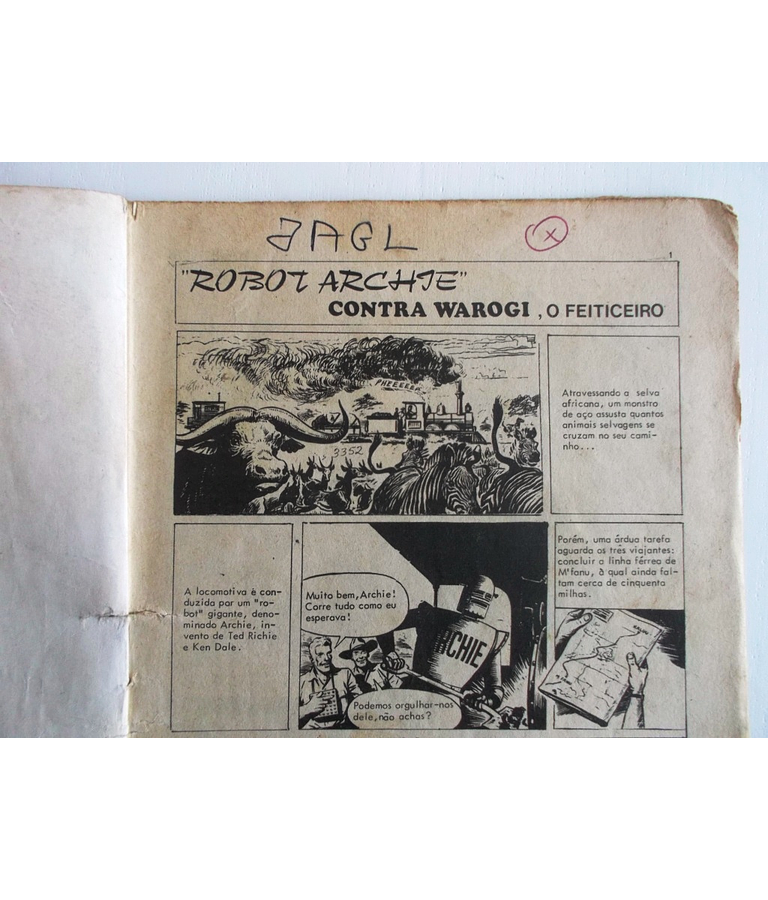 JAGL
x
1
"ROBOT ARCHIE"
CONTRA WAROGI, O FEITICEIRO
PHEEEEER
3352
Atravessando a selva
africana, um monstro
de aço assusta quantos
animais selvagens se
cruzam no seu cami-
nho...
A locomotiva è con-
duzida por um "ro-
bot" gigante, deno-
minado Archie, in-
vento de Ted Richie
e Ken Dale.
Muito bem, Archie!
Corre tudo como eu
esperava!
ARCHIE
Podemos orgulhar-nos
dele, não achas?
Porém, uma árdua tarefa
aguarda os três viajantes:
concluir a linha férrea de
M'fanu, à qual ainda fal-
tam cerca de cinquenta
milhas.